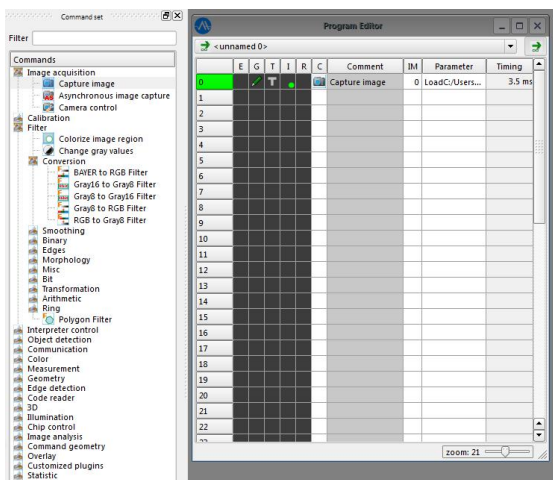 Command set
Filter
Commands
Image acquisition
Capture image
Asynchronous image capture
Camera control
Calibration
Filter
Colorize image region
Change gray values
Conversion
BAYER to RGB Filter
Gray16 to Gray8 Filter
Gray8 to Gray16 Filter
Gray8 to RGB Filter
RGB to Gray8 Filter
Smoothing
Binary
Edges
Morphology
Misc
Bit
Transformation
Arithmetic
Ring
Polygon Filter
Interpreter control
Object detection
Communication
Color
Measurement
Geometry
Edge detection
Code reader
3D
Illumination
Chip control
Image analysis
Command geometry
Overlay
Customized plugins
Statistic
Program Editor
<unnamed 0>
E G T I R C Comment IM Parameter Timing
0 T Capture image 0 LoadC:/Users... 3.5 ms
1
2
3
4
5
6
7
8
9
10
11
12
13
14
15
16
17
18
19
20
21
22
zoom: 21